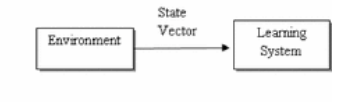 State
Vector
Environment
Learning
System